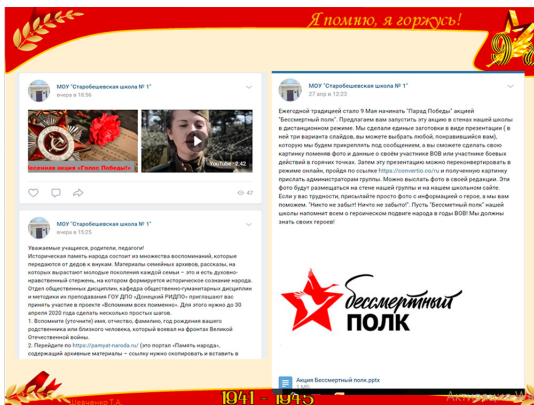 Я помню, я горжусь!
МОУ "Старобешевская школа № 1"
вчера в 18:56
весенняя акция «Голос Победы!»
YouTube · 2:42
47
МОУ "Старобешевская школа № 1"
вчера в 15:25
Уважаемые учащиеся, родители, педагоги!
Историческая память народа состоит из множества воспоминаний, которые
передаются от дедов к внукам. Материалы семейных архивов, рассказы, на
которых вырастают молодые поколения каждой семьи – это и есть духовно-
нравственный стержень, на котором формируется историческое сознание народа.
Отдел общественных дисциплин, кафедра общественно-гуманитарных дисциплин
и методики их преподавания ГОУ ДПО «Донецкий РИДПО» приглашают вас
принять участие в проекте «Вспомним всех поименно». Для этого нужно до 30
апреля 2020 года сделать несколько простых шагов.
1. Вспомните (уточните) имя, отчество, фамилию, год рождения вашего
родственника или близкого человека, который воевал на фронтах Великой
Отечественной войны.
2. Перейдите по https://pamyat-naroda.ru/ (это портал «Память народа»,
содержащий архивные материалы – ссылку нужно скопировать и вставить в
МОУ "Старобешевская школа № 1"
27 апр в 12:23
Ежегодной традицией стало 9 Мая начинать "Парад Победы" акцией
"Бессмертный полк". Предлагаем вам запустить эту акцию в стенах нашей школы
в дистанционном режиме. Мы сделали единые заготовки в виде презентации ( в
ней три варианта слайдов, вы можете выбрать любой, понравившийся вам),
которую мы будем прикреплять под сообщением, а вы сможете сделать свою
картинку поменяв фото и данные о своём участнике ВОВ или участнике боевых
действий в горячих точках. Затем эту презентацию можно переконвертировать в
режиме онлайн, пройдя по ссылке https://convertio.co/ru и полученную картинку
прислать администраторам группы. Можно выслать фото в своей редакции. Эти
фото будут размещаться на стене нашей группы и на нашем школьном сайте.
Если у вас трудности, присылайте просто фото с информацией о герое, а мы вам
поможем. "Никто не забыт! Ничто не забыто!". Пусть "Бессметный полк" нашей
школы напомнит всем о героическом подвиге народа в годы ВОВ! Мы должны
знать своих героев!
бессмертный
ПОЛК
Акция Бессмертный полк.pptx
1 МБ
Шевченко Т.А.
1941 - 1945